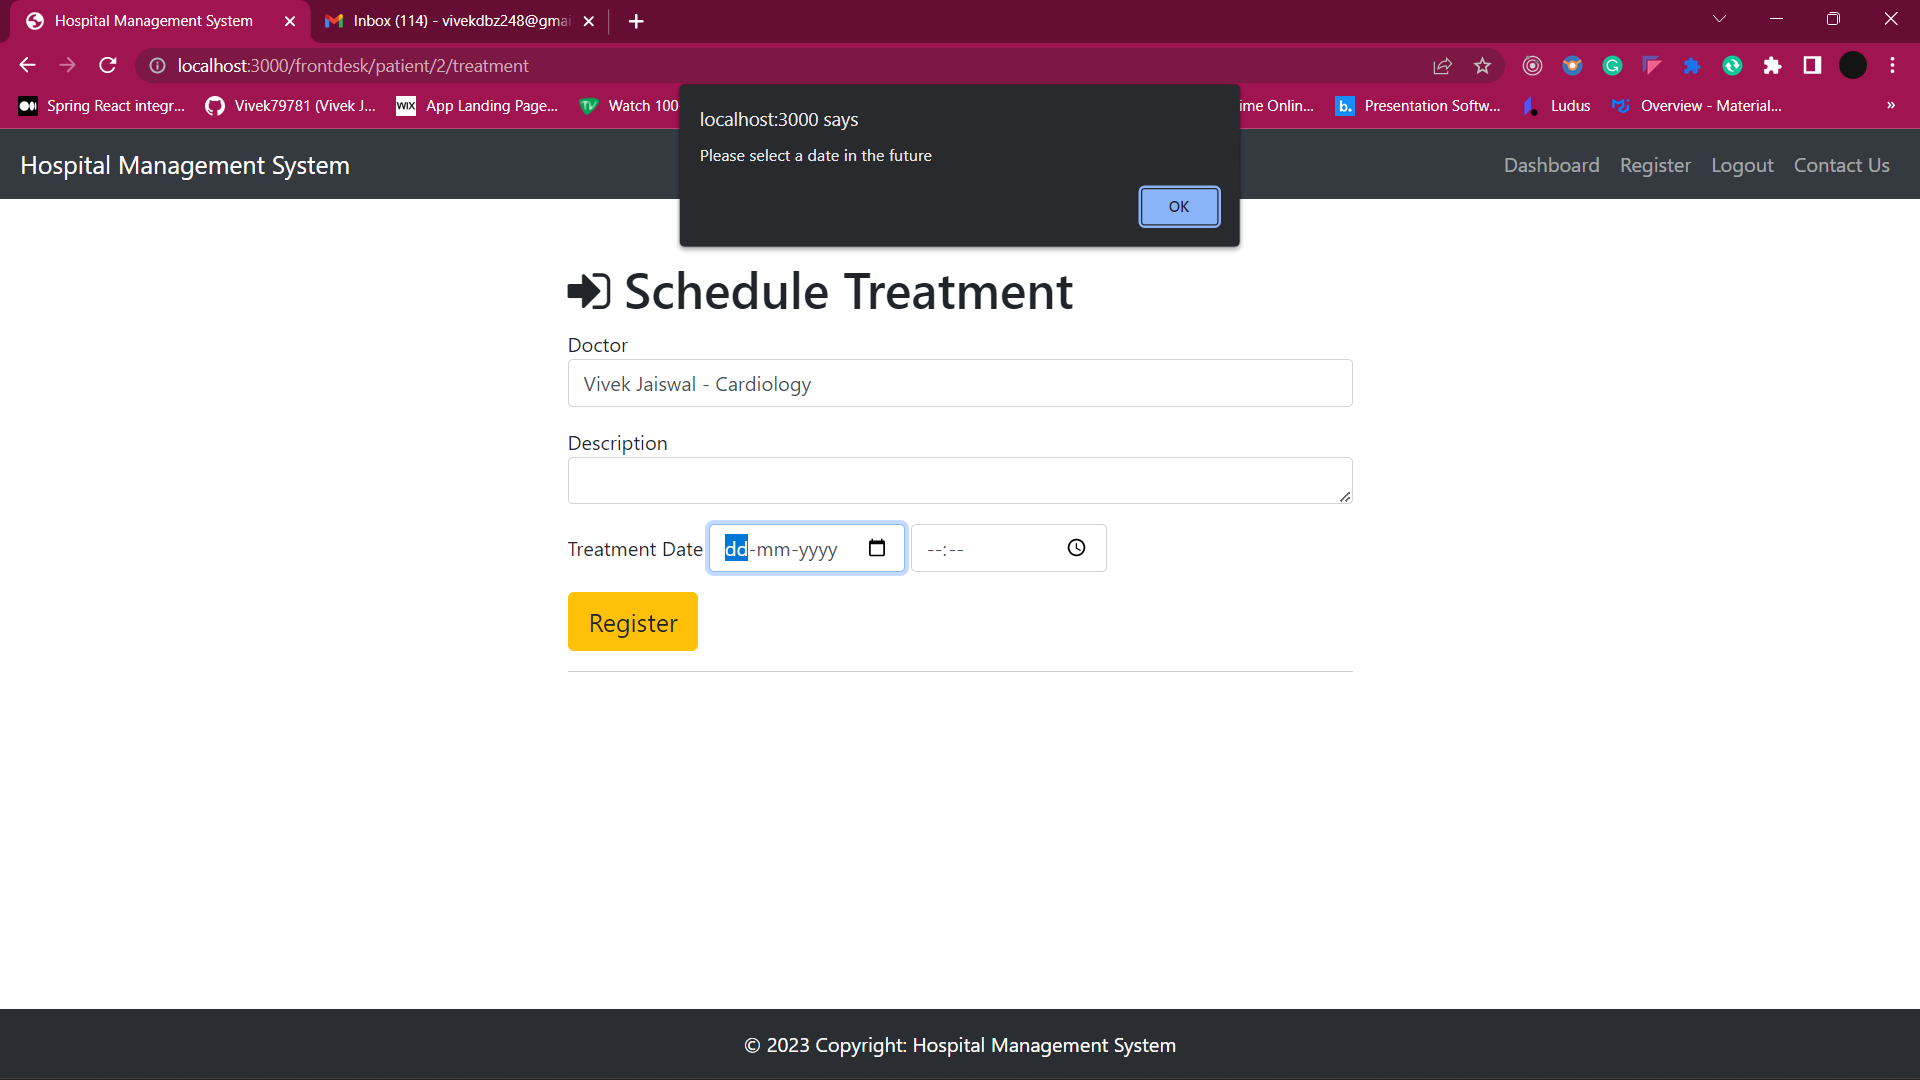 Hospital Management System
Inbox (114) - vivekdbz248@gmai
localhost:3000/frontdesk/patient/2/treatment
Spring React integr...
Vivek79781 (Vivek J...
WIX App Landing Page...
Watch 100
ime Onlin...
b. Presentation Softw...
Ludus
Overview - Material...
»
localhost:3000 says
Please select a date in the future
OK
Hospital Management System
Dashboard Register Logout Contact Us
Schedule Treatment
Doctor
Vivek Jaiswal - Cardiology
Description
Treatment Date dd-mm-yyyy --:--
Register
© 2023 Copyright: Hospital Management System